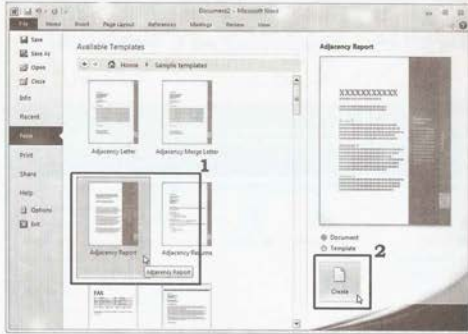 Document2 - Microsoft Word
File Home Insert Page Layout References Mailings Review View
Save
Save As
Open
Close
Info
Recent
New
Print
Share
Help
Options
Exit
Available Templates
Home Sample templates
Adjacency Letter
Adjacency Merge Letter
1
Adjacency Report
Adjacency Resume
Adjacency Report
FAX
Adjacency Report
XXXXXXXXXXX
Document
Template
2
Create